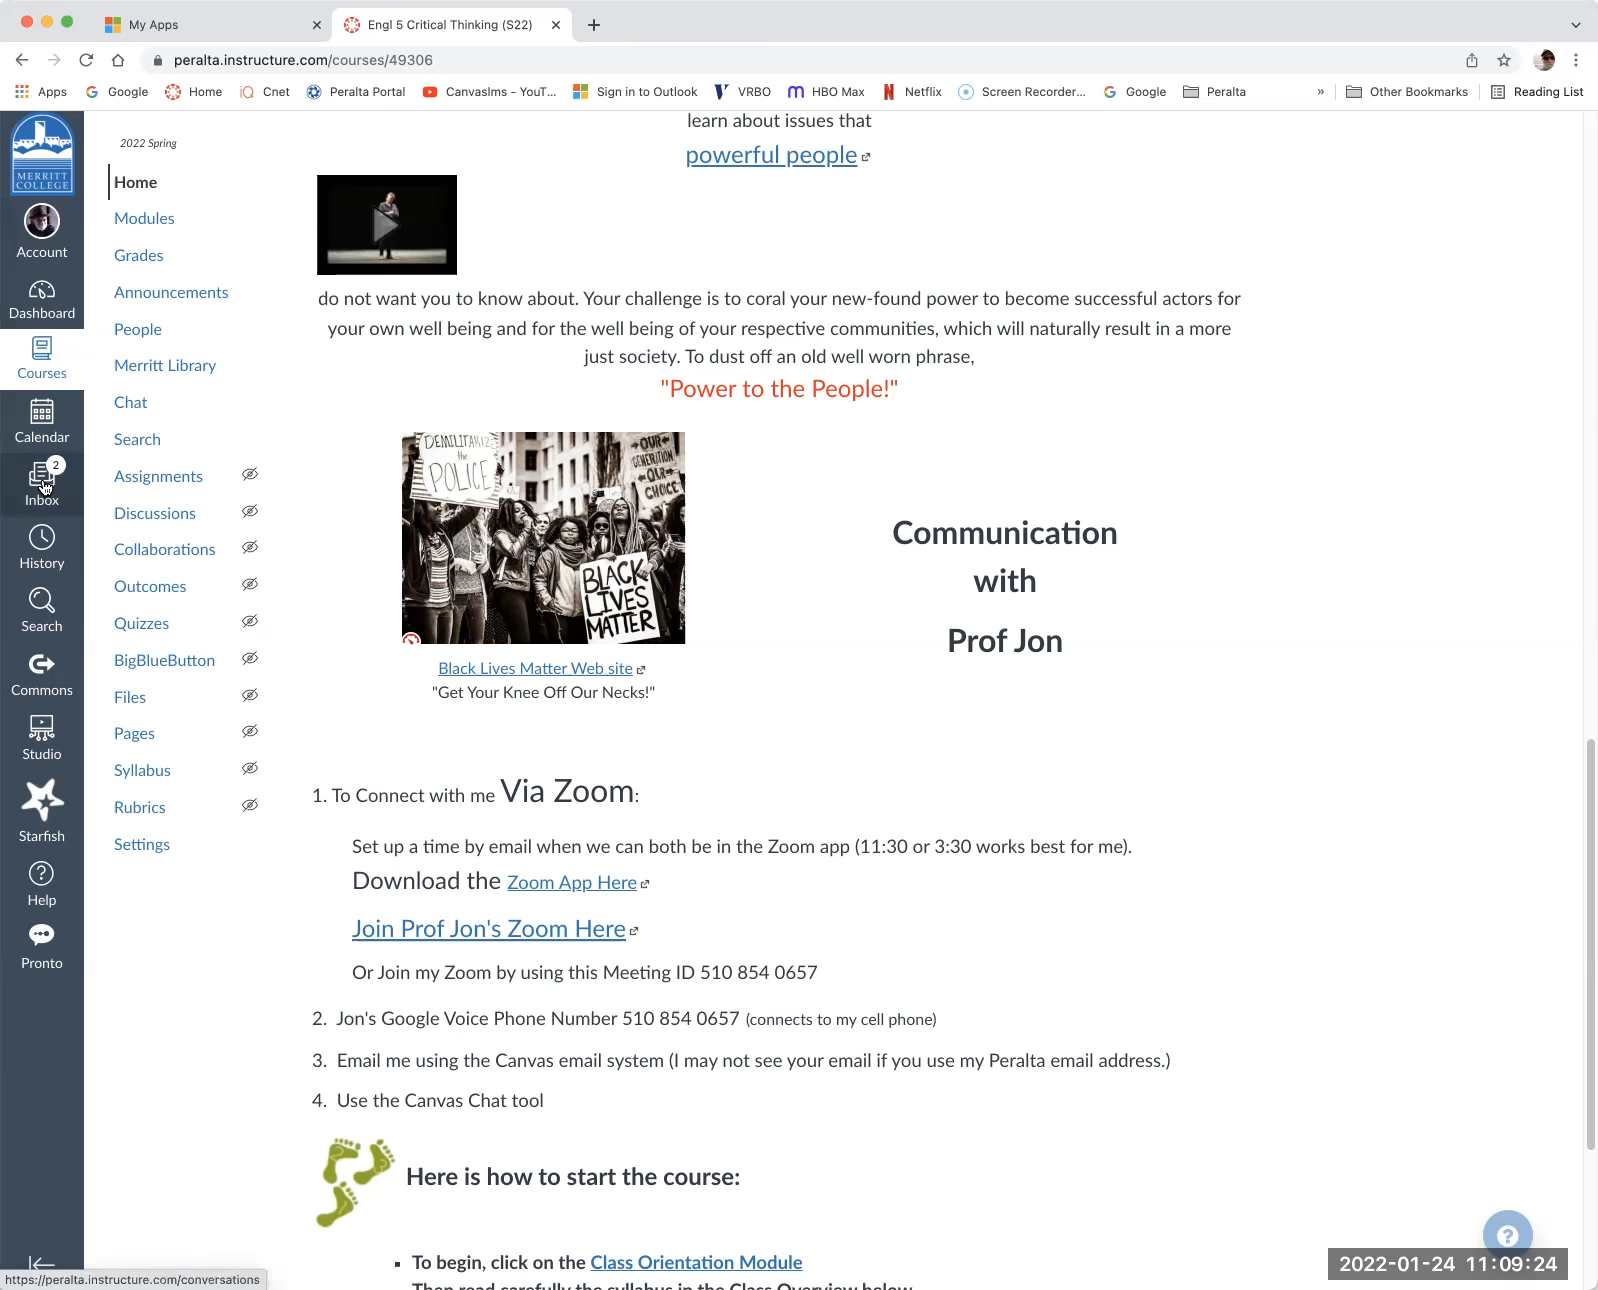 My Apps
Engl 5 Critical Thinking (S22)
peralta.instructure.com/courses/49306
Apps
Google
Home
Cnet
Peralta Portal
Canvaslms - YouT...
Sign in to Outlook
VRBO
HBO Max
Netflix
Screen Recorder...
Google
Peralta
»
Other Bookmarks
Reading List
MERRITT
COLLEGE
Account
Dashboard
Courses
Calendar
2
Inbox
History
Search
Commons
Studio
Starfish
Help
Pronto
2022 Spring
Home
Modules
Grades
Announcements
People
Merritt Library
Chat
Search
Assignments
Discussions
Collaborations
Outcomes
Quizzes
BigBlueButton
Files
Pages
Syllabus
Rubrics
Settings
learn about issues that
powerful people
do not want you to know about. Your challenge is to coral your new-found power to become successful actors for
your own well being and for the well being of your respective communities, which will naturally result in a more
just society. To dust off an old well worn phrase,
"Power to the People!"
DEMILITARIZE
the
POLICE
OUR
GENERATION
OUR
CHOICE
BLACK
LIVES
MATTER
Black Lives Matter Web site
"Get Your Knee Off Our Necks!"
Communication
with
Prof Jon
1. To Connect with me Via Zoom:
Set up a time by email when we can both be in the Zoom app (11:30 or 3:30 works best for me).
Download the Zoom App Here
Join Prof Jon's Zoom Here
Or Join my Zoom by using this Meeting ID 510 854 0657
2. Jon's Google Voice Phone Number 510 854 0657 (connects to my cell phone)
3. Email me using the Canvas email system (I may not see your email if you use my Peralta email address.)
4. Use the Canvas Chat tool
Here is how to start the course:
To begin, click on the Class Orientation Module
Then read carefully the syllabus in the Class Overview below
https://peralta.instructure.com/conversations
2022-01-24 11:09:24